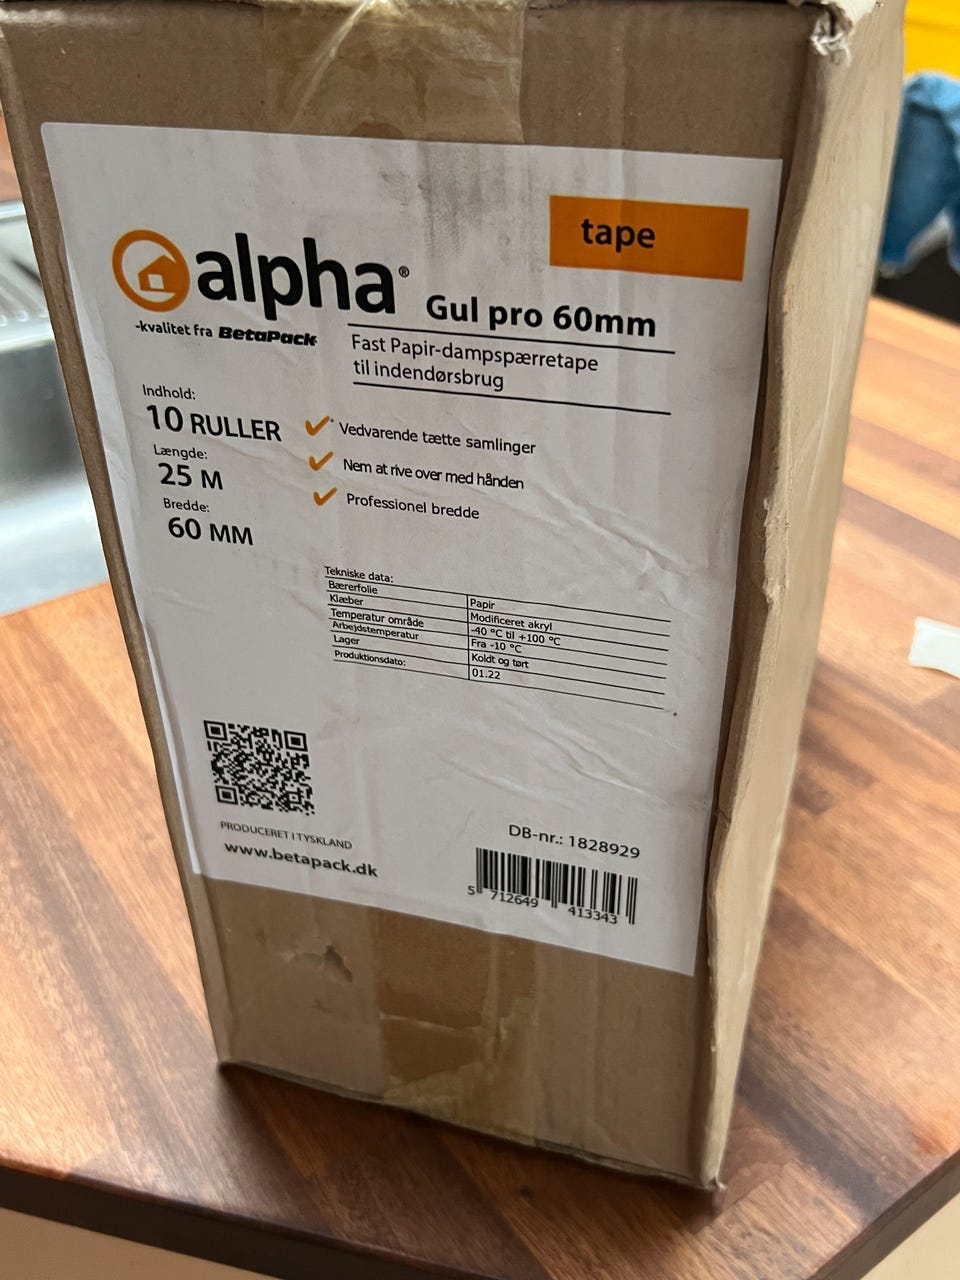 tape
alpha®
-kvalitet fra BetaPack
Gul pro 60mm
Fast Papir-dampspærretape
til indendørsbrug
Indhold:
10 RULLER
Længde:
25 M
Bredde:
60 MM
Vedvarende tætte samlinger
Nem at rive over med hånden
Professionel bredde
Tekniske data:
Bærerfolie Papir
Klæber Modificeret akryl
Temperatur område -40 °C til +100 °C
Arbejdstemperatur Fra -10 °C
Lager Koldt og tørt
Produktionsdato: 01.22
PRODUCERET I TYSKLAND
www.betapack.dk
DB-nr.: 1828929
5 712649 413343